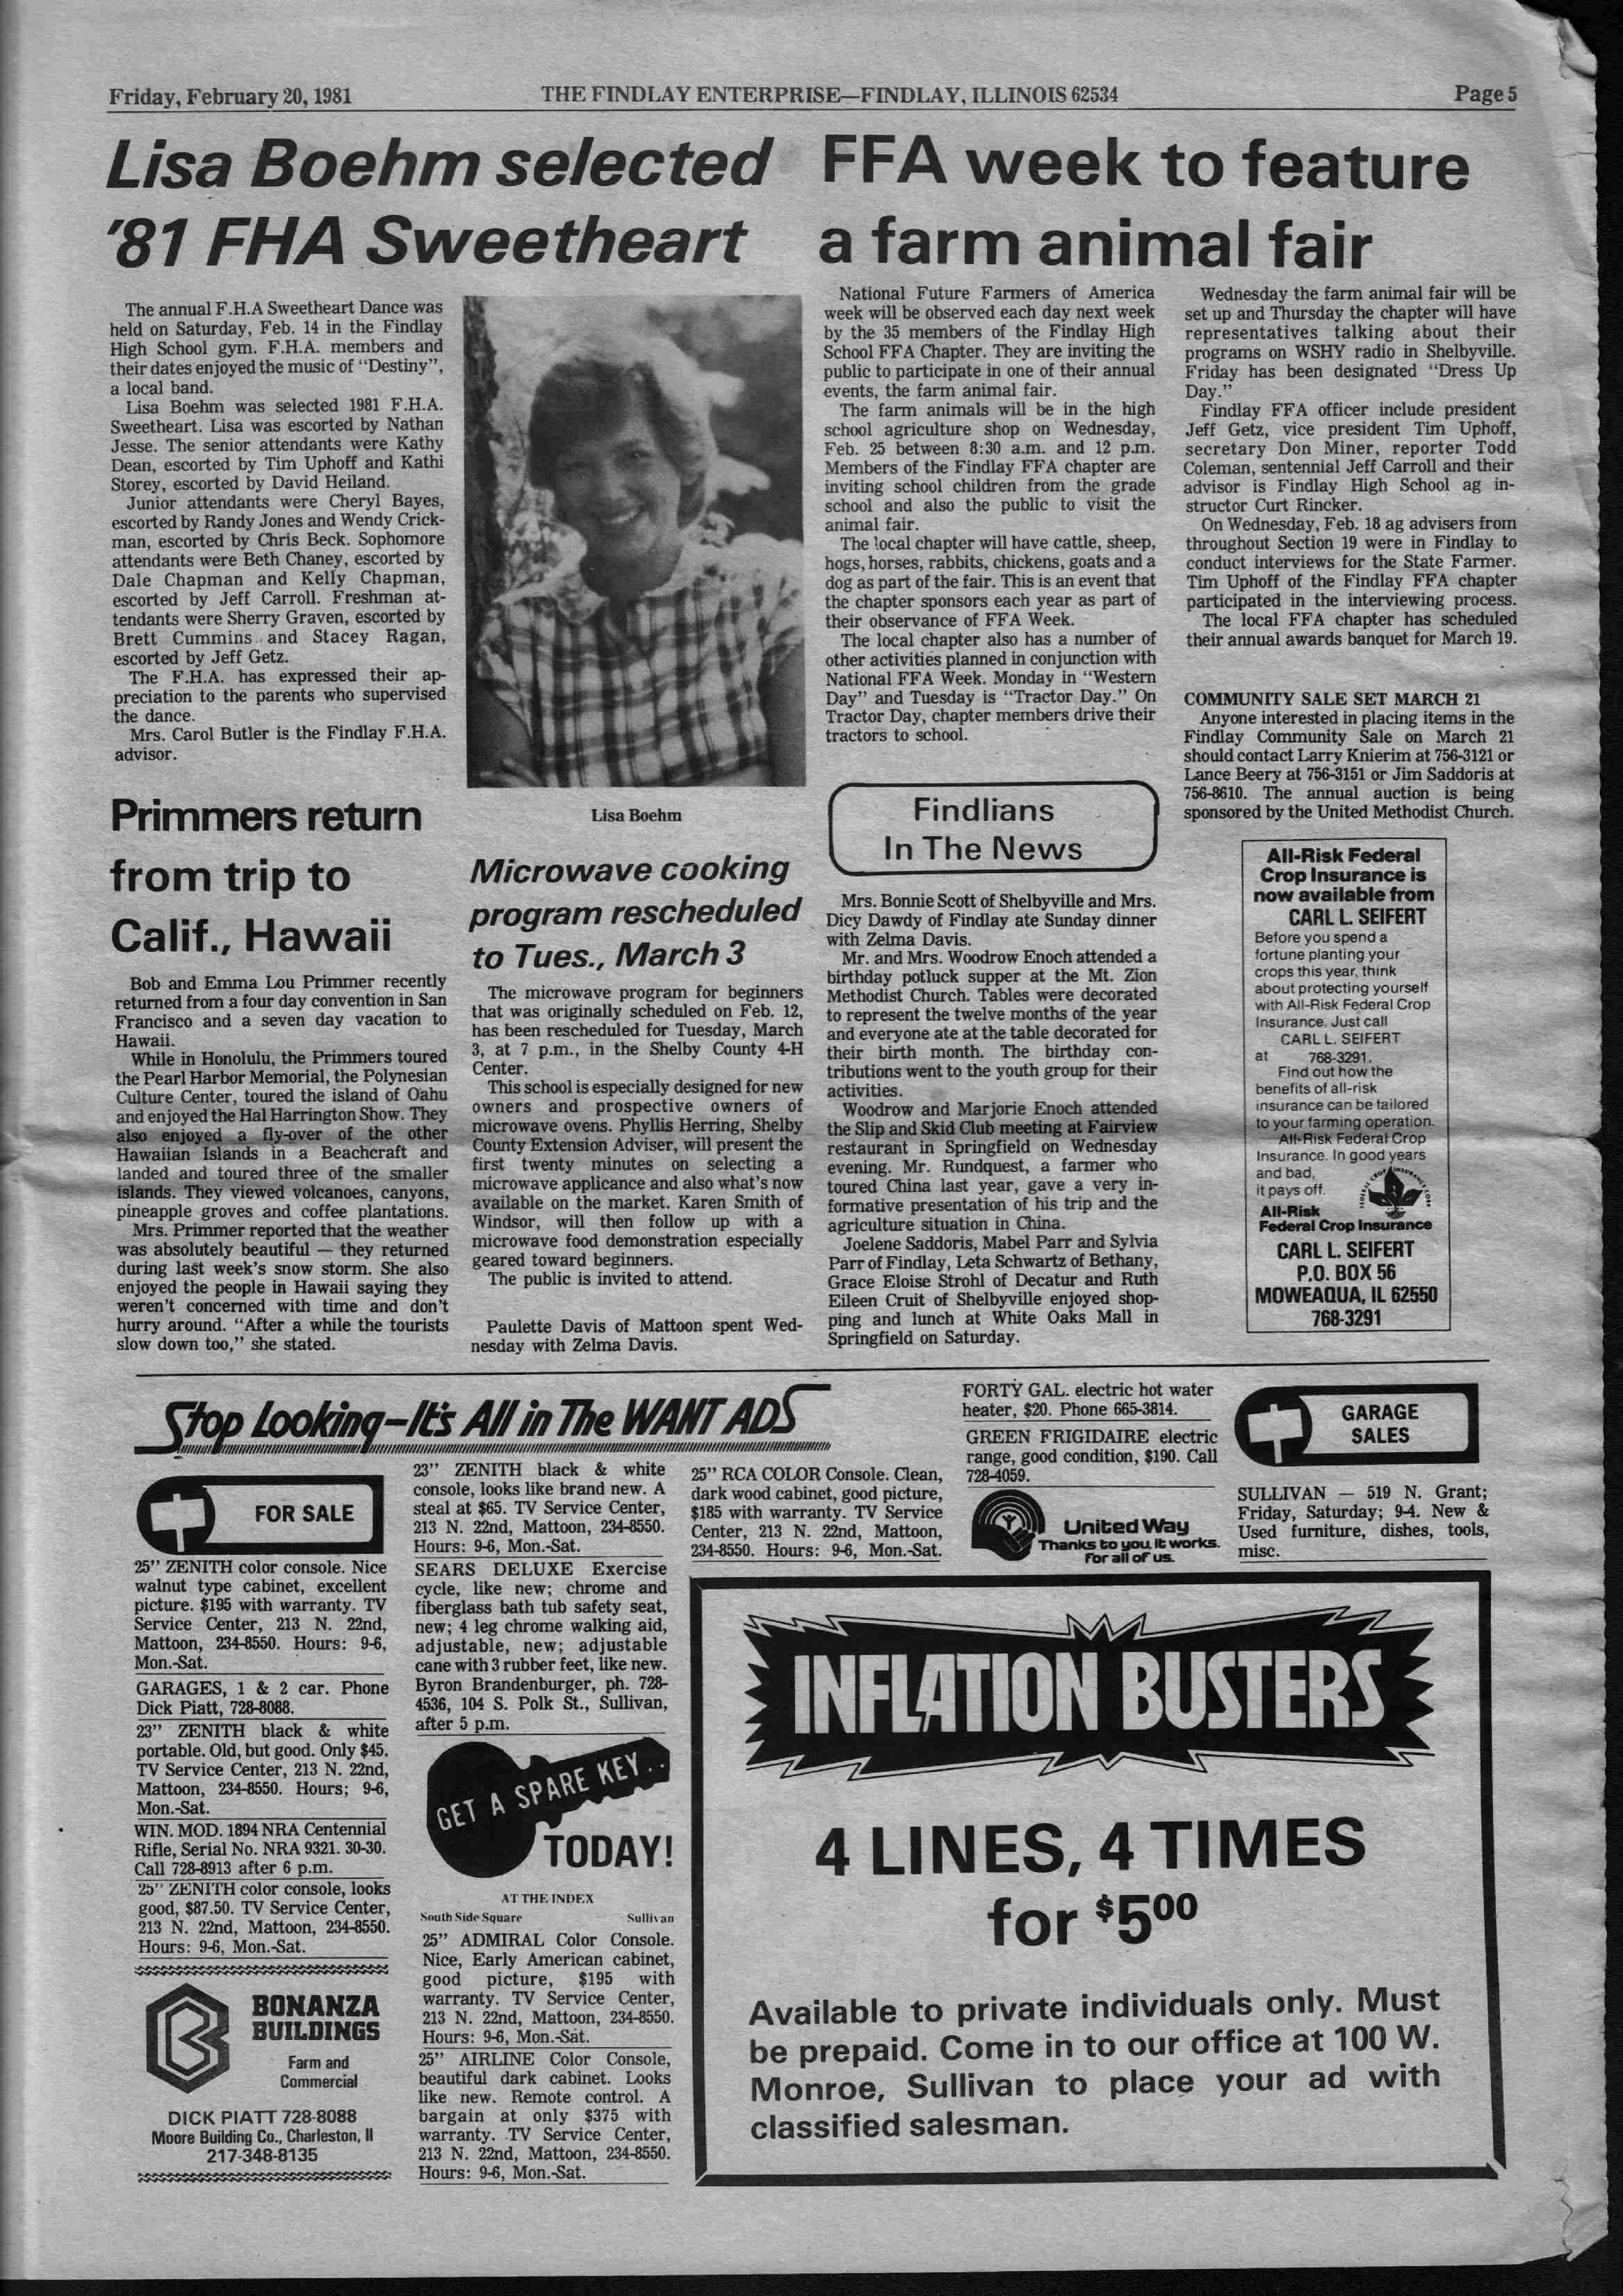 Friday, February 20, 1981
THE FINDLAY ENTERPRISE—FINDLAY, ILLINOIS 62534
Page 5
Lisa Boehm selected
'81 FHA Sweetheart
The annual F.H.A Sweetheart Dance was
held on Saturday, Feb. 14 in the Findlay
High School gym. F.H.A. members and
their dates enjoyed the music of "Destiny",
a local band.
Lisa Boehm was selected 1981 F.H.A.
Sweetheart. Lisa was escorted by Nathan
Jesse. The senior attendants were Kathy
Dean, escorted by Tim Uphoff and Kathi
Storey, escorted by David Heiland.
Junior attendants were Cheryl Bayes,
escorted by Randy Jones and Wendy Crick-
man, escorted by Chris Beck. Sophomore
attendants were Beth Chaney, escorted by
Dale Chapman and Kelly Chapman,
escorted by Jeff Carroll. Freshman at-
tendants were Sherry Graven, escorted by
Brett Cummins and Stacey Ragan,
escorted by Jeff Getz.
The F.H.A. has expressed their ap-
preciation to the parents who supervised
the dance.
Mrs. Carol Butler is the Findlay F.H.A.
advisor.
Lisa Boehm
FFA week to feature
a farm animal fair
National Future Farmers of America
week will be observed each day next week
by the 35 members of the Findlay High
School FFA Chapter. They are inviting the
public to participate in one of their annual
events, the farm animal fair.
The farm animals will be in the high
school agriculture shop on Wednesday,
Feb. 25 between 8:30 a.m. and 12 p.m.
Members of the Findlay FFA chapter are
inviting school children from the grade
school and also the public to visit the
animal fair.
The local chapter will have cattle, sheep,
hogs, horses, rabbits, chickens, goats and a
dog as part of the fair. This is an event that
the chapter sponsors each year as part of
their observance of FFA Week.
The local chapter also has a number of
other activities planned in conjunction with
National FFA Week. Monday in "Western
Day" and Tuesday is "Tractor Day." On
Tractor Day, chapter members drive their
tractors to school.
Wednesday the farm animal fair will be
set up and Thursday the chapter will have
representatives talking about their
programs on WSHY radio in Shelbyville.
Friday has been designated "Dress Up
Day."
Findlay FFA officer include president
Jeff Getz, vice president Tim Uphoff,
secretary Don Miner, reporter Todd
Coleman, sentennial Jeff Carroll and their
advisor is Findlay High School ag in-
structor Curt Rincker.
On Wednesday, Feb. 18 ag advisers from
throughout Section 19 were in Findlay to
conduct interviews for the State Farmer.
Tim Uphoff of the Findlay FFA chapter
participated in the interviewing process.
The local FFA chapter has scheduled
their annual awards banquet for March 19.
COMMUNITY SALE SET MARCH 21
Anyone interested in placing items in the
Findlay Community Sale on March 21
should contact Larry Knierim at 756-3121 or
Lance Beery at 756-3151 or Jim Saddoris at
756-8610. The annual auction is being
sponsored by the United Methodist Church.
Primmers return
from trip to
Calif., Hawaii
Bob and Emma Lou Primmer recently
returned from a four day convention in San
Francisco and a seven day vacation to
Hawaii.
While in Honolulu, the Primmers toured
the Pearl Harbor Memorial, the Polynesian
Culture Center, toured the island of Oahu
and enjoyed the Hal Harrington Show. They
also enjoyed a fly-over of the other
Hawaiian Islands in a Beachcraft and
landed and toured three of the smaller
islands. They viewed volcanoes, canyons,
pineapple groves and coffee plantations.
Mrs. Primmer reported that the weather
was absolutely beautiful — they returned
during last week's snow storm. She also
enjoyed the people in Hawaii saying they
weren't concerned with time and don't
hurry around. "After a while the tourists
slow down too," she stated.
Microwave cooking
program rescheduled
to Tues., March 3
The microwave program for beginners
that was originally scheduled on Feb. 12,
has been rescheduled for Tuesday, March
3, at 7 p.m., in the Shelby County 4-H
Center.
This school is especially designed for new
owners and prospective owners of
microwave ovens. Phyllis Herring, Shelby
County Extension Adviser, will present the
first twenty minutes on selecting a
microwave applicance and also what's now
available on the market. Karen Smith of
Windsor, will then follow up with a
microwave food demonstration especially
geared toward beginners.
The public is invited to attend.
Paulette Davis of Mattoon spent Wed-
nesday with Zelma Davis.
Findlians
In The News
Mrs. Bonnie Scott of Shelbyville and Mrs.
Dicy Dawdy of Findlay ate Sunday dinner
with Zelma Davis.
Mr. and Mrs. Woodrow Enoch attended a
birthday potluck supper at the Mt. Zion
Methodist Church. Tables were decorated
to represent the twelve months of the year
and everyone ate at the table decorated for
their birth month. The birthday con-
tributions went to the youth group for their
activities.
Woodrow and Marjorie Enoch attended
the Slip and Skid Club meeting at Fairview
restaurant in Springfield on Wednesday
evening. Mr. Rundquest, a farmer who
toured China last year, gave a very in-
formative presentation of his trip and the
agriculture situation in China.
Joelene Saddoris, Mabel Parr and Sylvia
Parr of Findlay, Leta Schwartz of Bethany,
Grace Eloise Strohl of Decatur and Ruth
Eileen Cruit of Shelbyville enjoyed shop-
ping and lunch at White Oaks Mall in
Springfield on Saturday.
All-Risk Federal
Crop Insurance is
now available from
CARL L. SEIFERT
Before you spend a
fortune planting your
crops this year, think
about protecting yourself
with All-Risk Federal Crop
Insurance. Just call
CARL L. SEIFERT
at 768-3291.
Find out how the
benefits of all-risk
insurance can be tailored
to your farming operation.
All-Risk Federal Crop
Insurance. In good years
and bad,
it pays off.
All-Risk
Federal Crop Insurance
CARL L. SEIFERT
P.O. BOX 56
MOWEAQUA, IL 62550
768-3291
Stop Looking-It's All in The WANT ADS
FOR SALE
25" ZENITH color console. Nice
walnut type cabinet, excellent
picture. $195 with warranty. TV
Service Center, 213 N. 22nd,
Mattoon, 234-8550. Hours: 9-6,
Mon.-Sat.
GARAGES, 1 & 2 car. Phone
Dick Piatt, 728-8088.
23" ZENITH black & white
portable. Old, but good. Only $45.
TV Service Center, 213 N. 22nd,
Mattoon, 234-8550. Hours; 9-6,
Mon.-Sat.
WIN. MOD. 1894 NRA Centennial
Rifle, Serial No. NRA 9321. 30-30.
Call 728-8913 after 6 p.m.
25" ZENITH color console, looks
good, $87.50. TV Service Center,
213 N. 22nd, Mattoon, 234-8550.
Hours: 9-6, Mon.-Sat.
BONANZA
BUILDINGS
Farm and
Commercial
DICK PIATT 728-8088
Moore Building Co., Charleston, Il
217-348-8135
23" ZENITH black & white
console, looks like brand new. A
steal at $65. TV Service Center,
213 N. 22nd, Mattoon, 234-8550.
Hours: 9-6, Mon.-Sat.
SEARS DELUXE Exercise
cycle, like new; chrome and
fiberglass bath tub safety seat,
new; 4 leg chrome walking aid,
adjustable, new; adjustable
cane with 3 rubber feet, like new.
Byron Brandenburger, ph. 728-
4536, 104 S. Polk St., Sullivan,
after 5 p.m.
GET A SPARE KEY..
TODAY!
AT THE INDEX
South Side Square Sullivan
25" ADMIRAL Color Console.
Nice, Early American cabinet,
good picture, $195 with
warranty. TV Service Center,
213 N. 22nd, Mattoon, 234-8550.
Hours: 9-6, Mon.-Sat.
25" AIRLINE Color Console,
beautiful dark cabinet. Looks
like new. Remote control. A
bargain at only $375 with
warranty. TV Service Center,
213 N. 22nd, Mattoon, 234-8550.
Hours: 9-6, Mon.-Sat.
25" RCA COLOR Console. Clean,
dark wood cabinet, good picture,
$185 with warranty. TV Service
Center, 213 N. 22nd, Mattoon,
234-8550. Hours: 9-6, Mon.-Sat.
FORTY GAL. electric hot water
heater, $20. Phone 665-3814.
GREEN FRIGIDAIRE electric
range, good condition, $190. Call
728-4059.
United Way
Thanks to you, it works.
For all of us.
GARAGE
SALES
SULLIVAN — 519 N. Grant;
Friday, Saturday; 9-4. New &
Used furniture, dishes, tools,
misc.
INFLATION BUSTERS
4 LINES, 4 TIMES
for $500
Available to private individuals only. Must
be prepaid. Come in to our office at 100 W.
Monroe, Sullivan to place your ad with
classified salesman.